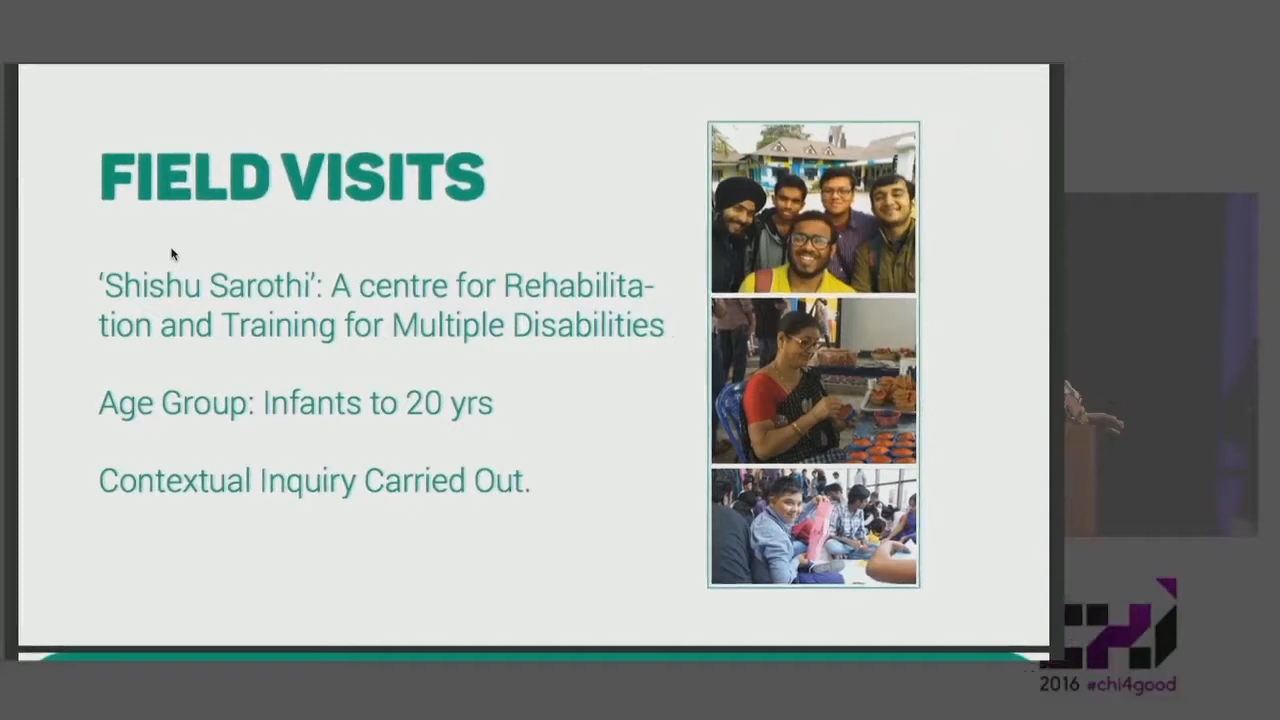 FIELD VISITS
‘Shishu Sarothi’: A centre for Rehabilita-
tion and Training for Multiple Disabilities
Age Group: Infants to 20 yrs
Contextual Inquiry Carried Out.
CHI
2016 #chi4good